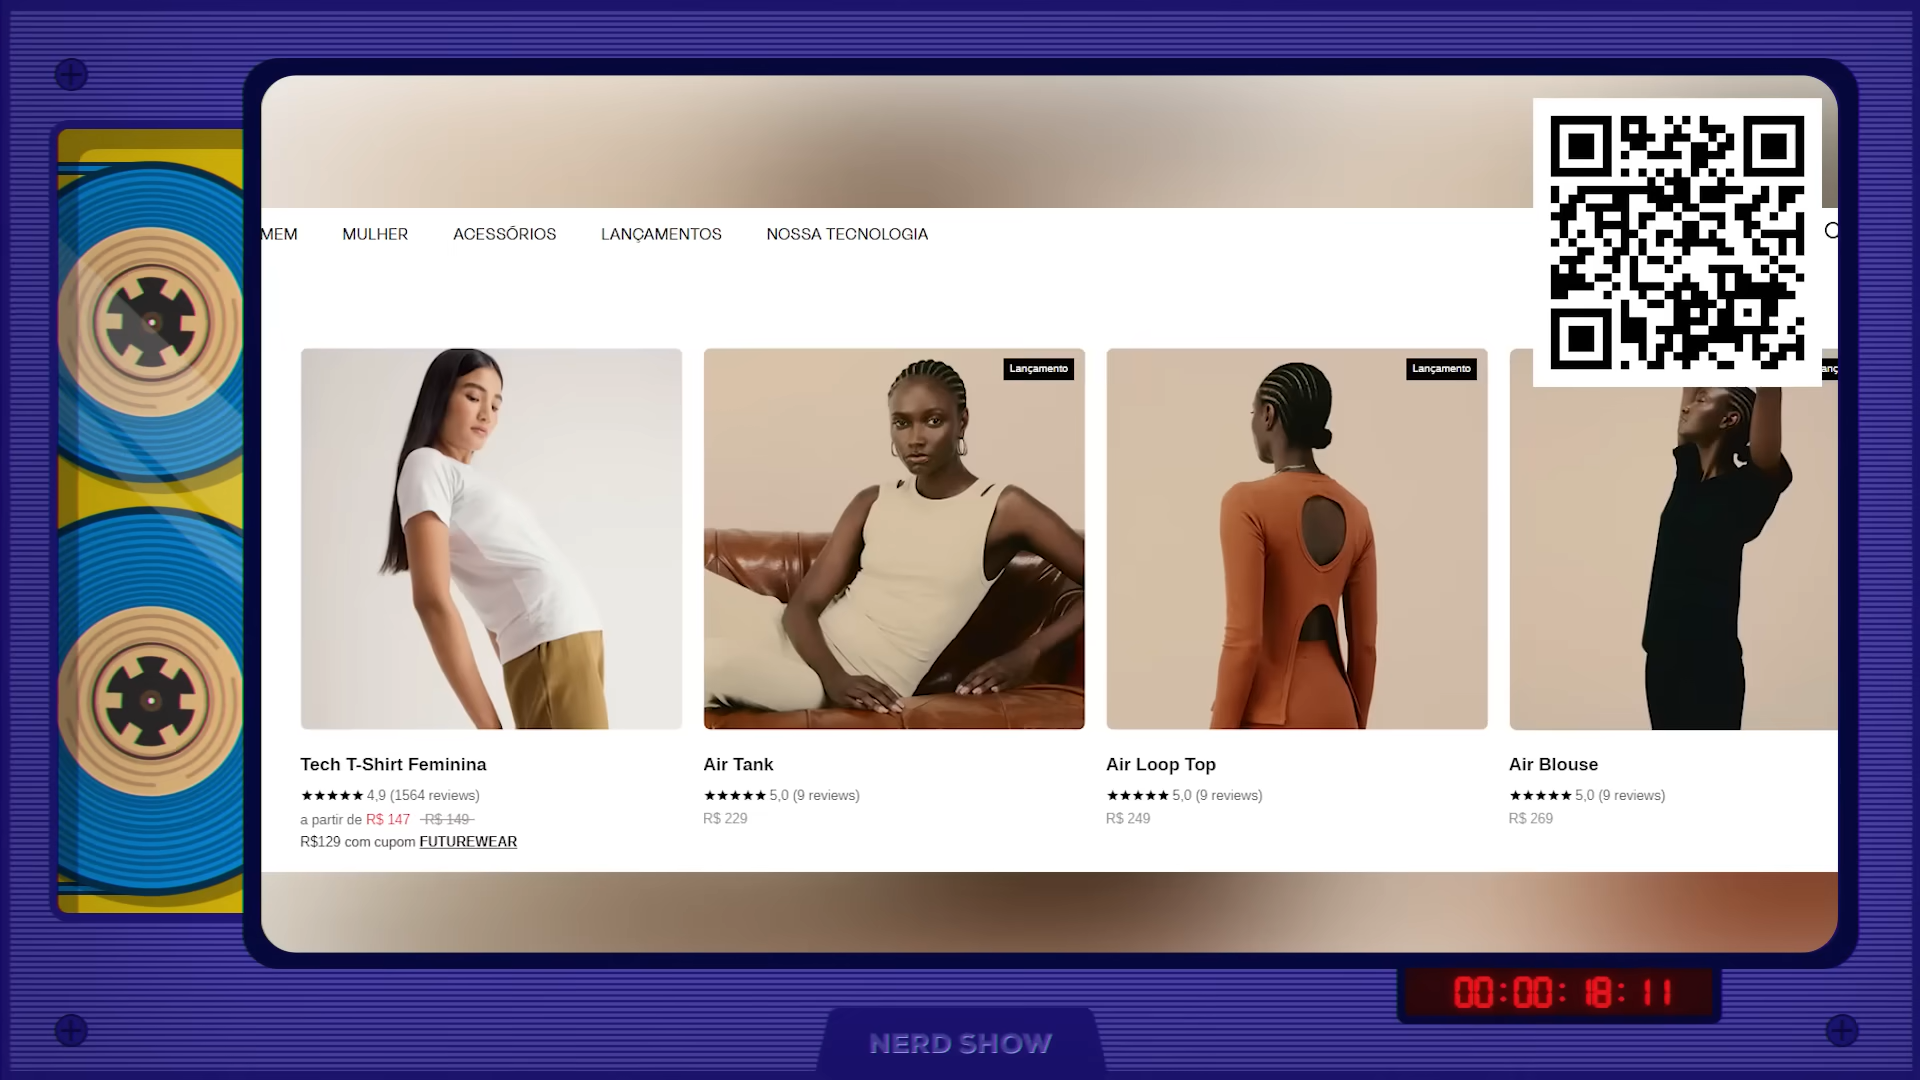 MEM
MULHER
ACESSÓRIOS
LANÇAMENTOS
NOSSA TECNOLOGIA
Lançamento
Lançamento
anç
Tech T-Shirt Feminina
4,9 (1564 reviews)
a partir de R$ 147 R$ 149
R$129 com cupom FUTUREWEAR
Air Tank
5,0 (9 reviews)
R$ 229
Air Loop Top
5,0 (9 reviews)
R$ 249
Air Blouse
5,0 (9 reviews)
R$ 269
00:00:18:11
NERD SHOW